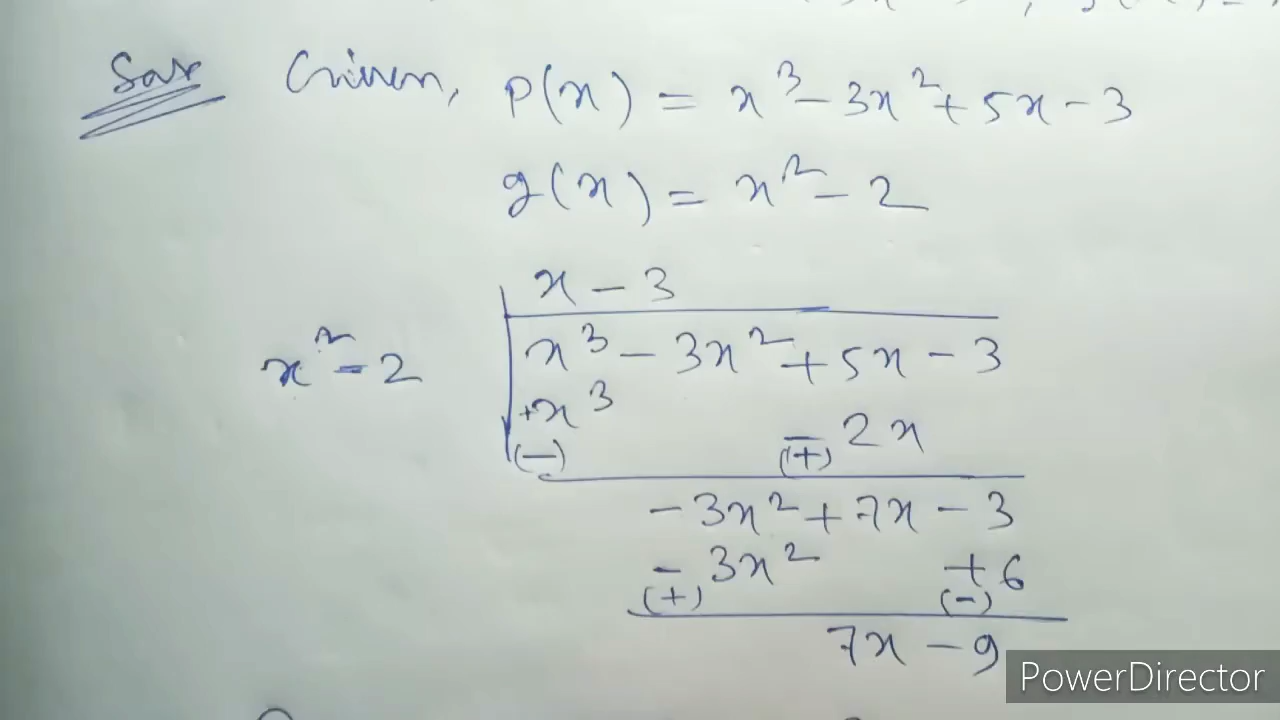 Given, p(x) = x³ - 3x² + 5x - 3
g(x) = x² - 2
x - 3
x² - 2 x³ - 3x² + 5x - 3
+x³ - 2x
(-) (+)
-3x² + 7x - 3
-3x² + 6
(+) (-)
7x - 9
PowerDirector